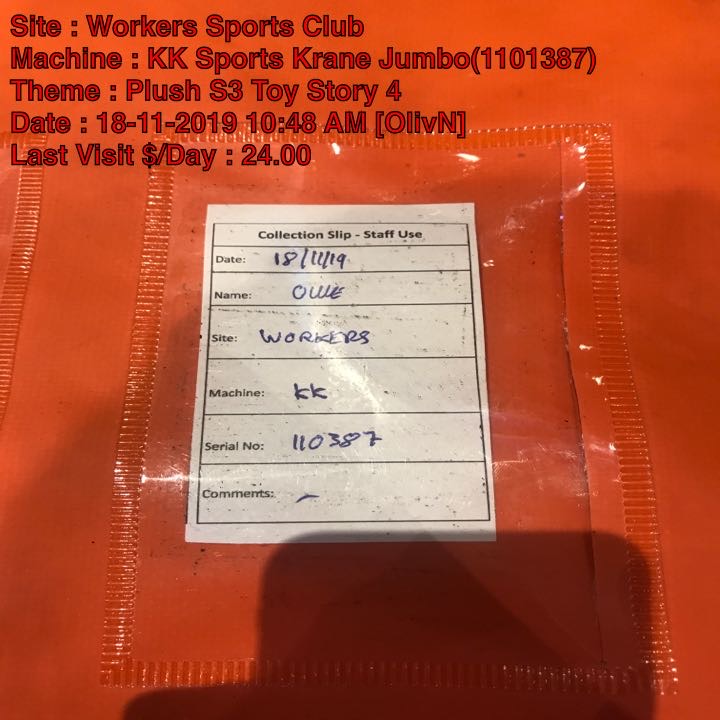 Site : Workers Sports Club
Machine : KK Sports Krane Jumbo(1101387)
Theme : Plush S3 Toy Story 4
Date : 18-11-2019 10:48 AM [OlivN]
Last Visit $/Day : 24.00
Collection Slip - Staff Use
Date: 18/11/19
Name: OLLIE
Site: WORKERS
Machine: KK
Serial No: 110387
Comments: -